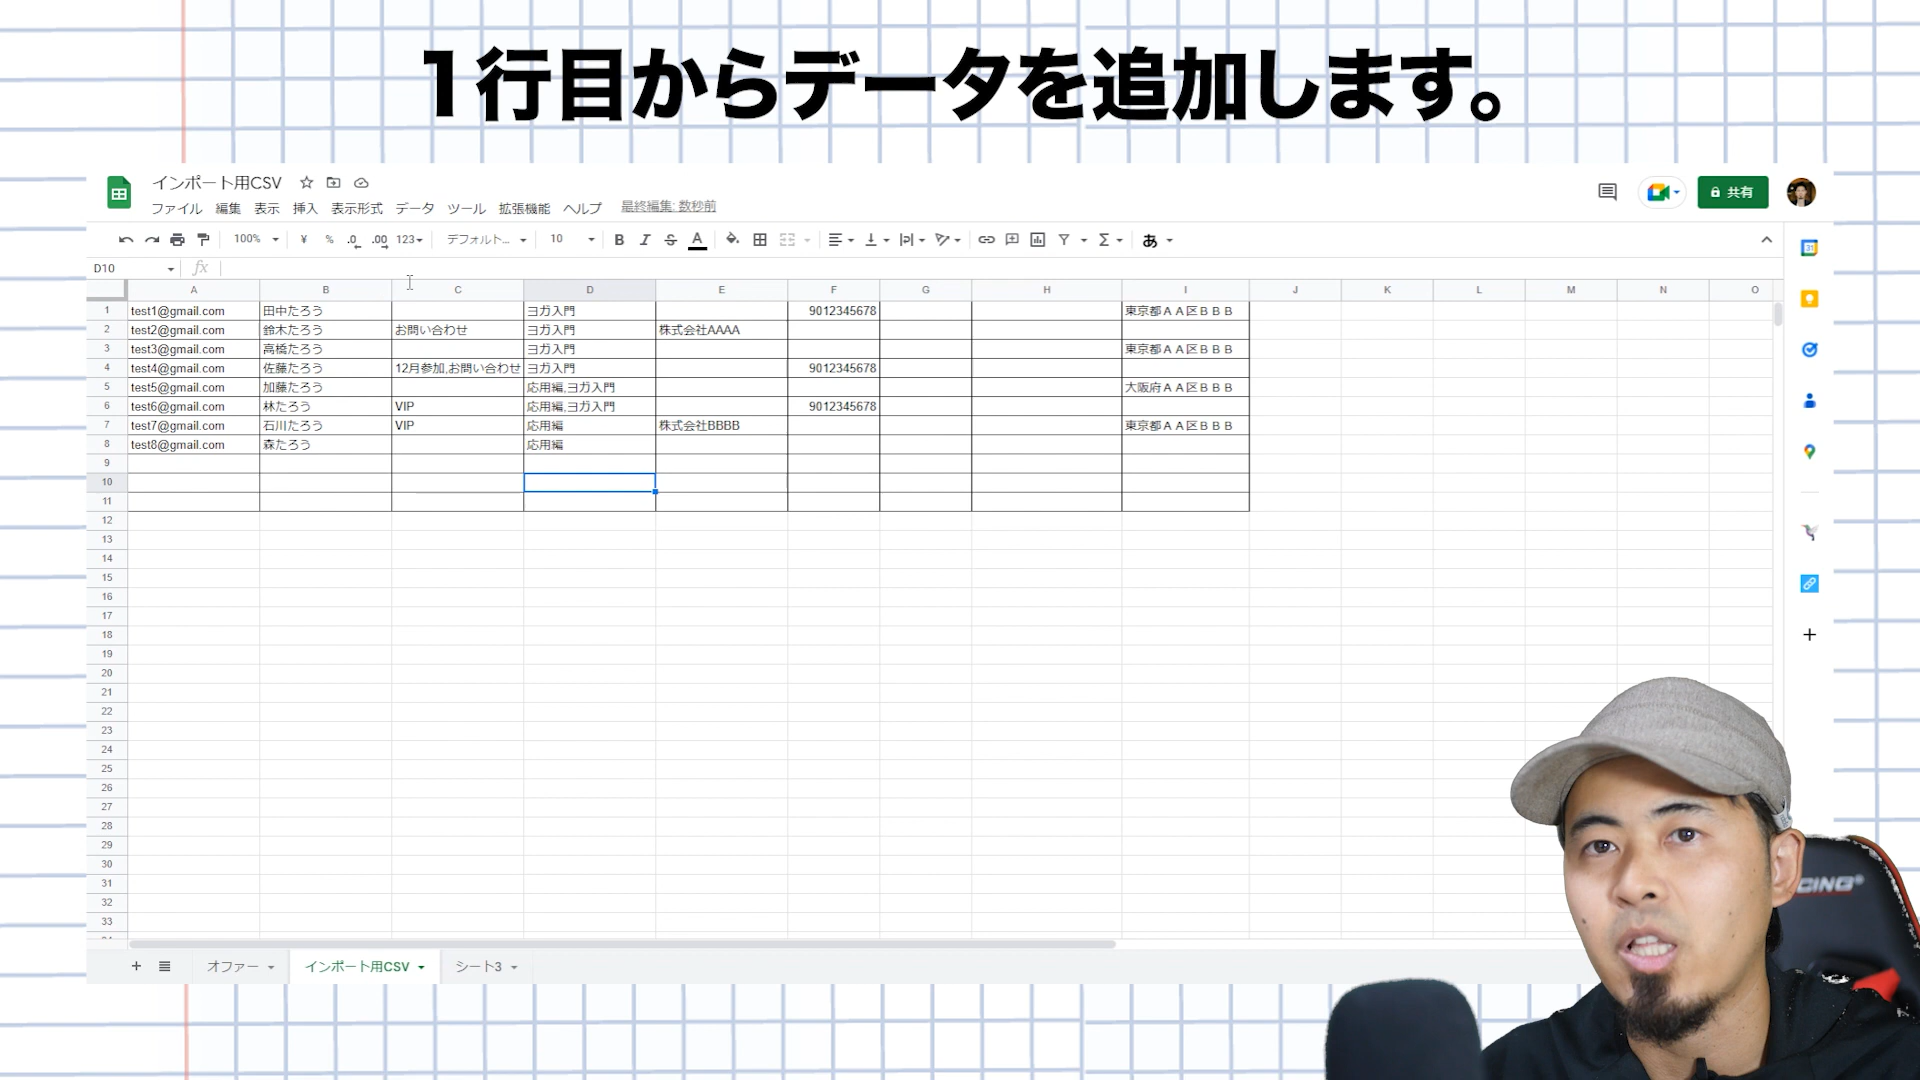 1行目からデータを追加します。
インポート用CSV
ファイル 編集 表示 挿入 表示形式 データ ツール 拡張機能 ヘルプ 最終編集: 数秒前
共有
100% ¥ % .0 .00 123 デフォルト... 10 B I S A あ
31
D10 fx
A B C D E F G H I J K L M N O
1 test1@gmail.com 田中たろう ヨガ入門 9012345678 東京都ＡＡ区ＢＢＢ
2 test2@gmail.com 鈴木たろう お問い合わせ ヨガ入門 株式会社AAAA
3 test3@gmail.com 高橋たろう ヨガ入門 東京都ＡＡ区ＢＢＢ
4 test4@gmail.com 佐藤たろう 12月参加,お問い合わせ ヨガ入門 9012345678
5 test5@gmail.com 加藤たろう 応用編,ヨガ入門 大阪府ＡＡ区ＢＢＢ
6 test6@gmail.com 林たろう VIP 応用編,ヨガ入門 9012345678
7 test7@gmail.com 石川たろう VIP 応用編 株式会社BBBB 東京都ＡＡ区ＢＢＢ
8 test8@gmail.com 森たろう 応用編
9
10
11
12
13
14
15
16
17
18
19
20
21
22
23
24
25
26
27
28
29
30
31
32
33
オファー インポート用CSV シート3
CING